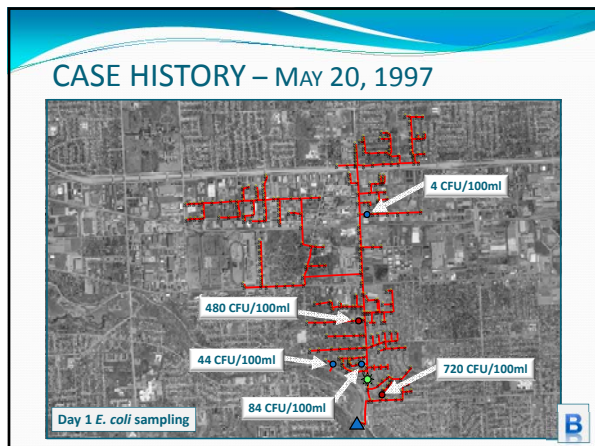 CASE HISTORY – MAY 20, 1997
4 CFU/100ml
480 CFU/100ml
44 CFU/100ml
720 CFU/100ml
84 CFU/100ml
Day 1 E. coli sampling
B